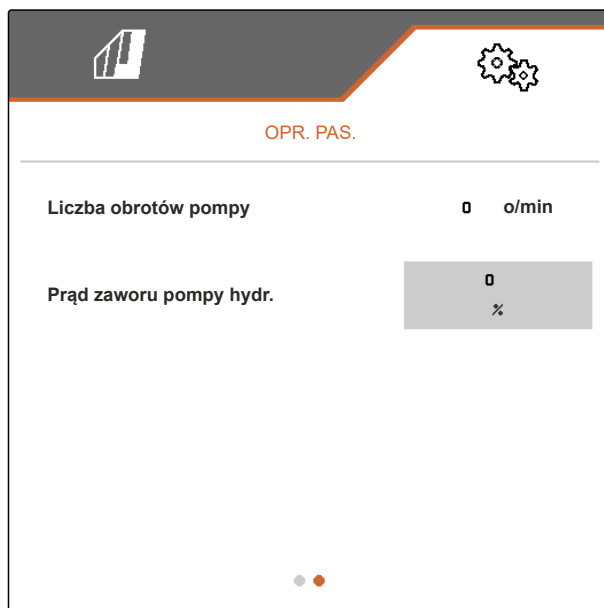 OPR. PAS.
Liczba obrotów pompy 0 o/min
Prąd zaworu pompy hydr. 0
%